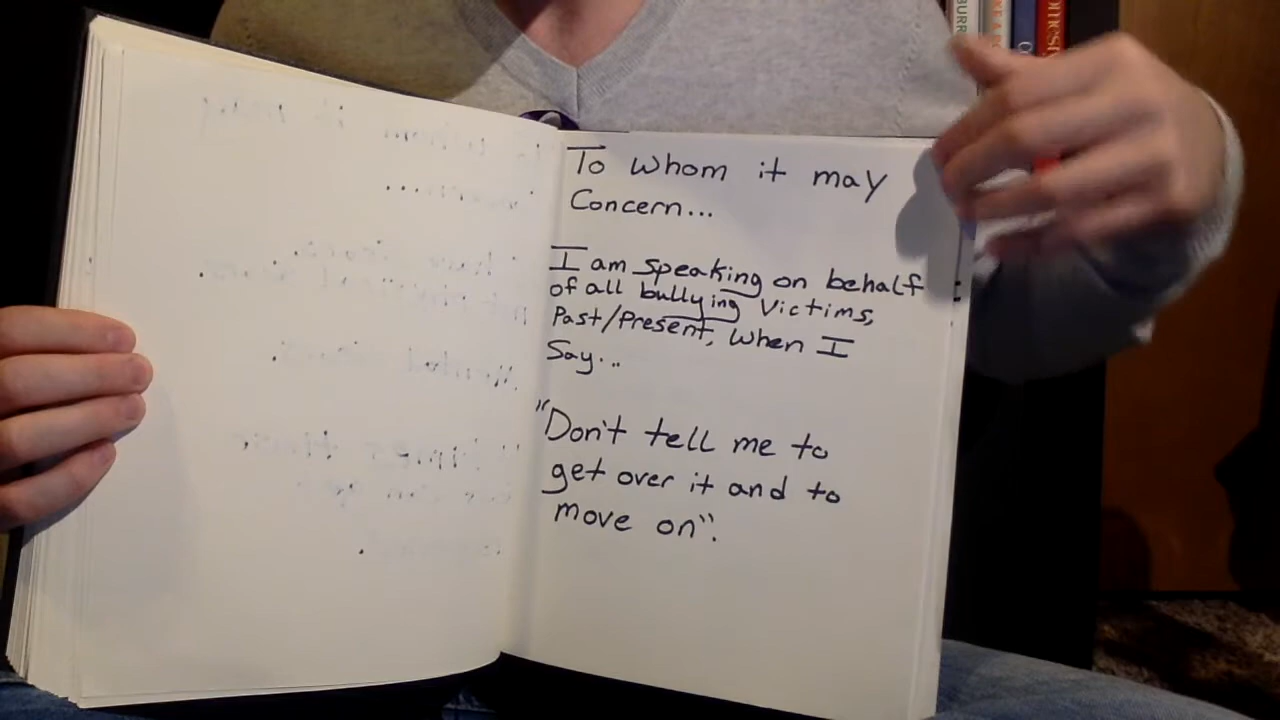 To whom it may
Concern...
I am speaking on behalf
of all bullying victims,
Past/Present, when I
Say...
"Don't tell me to
get over it and to
move on".
BURR